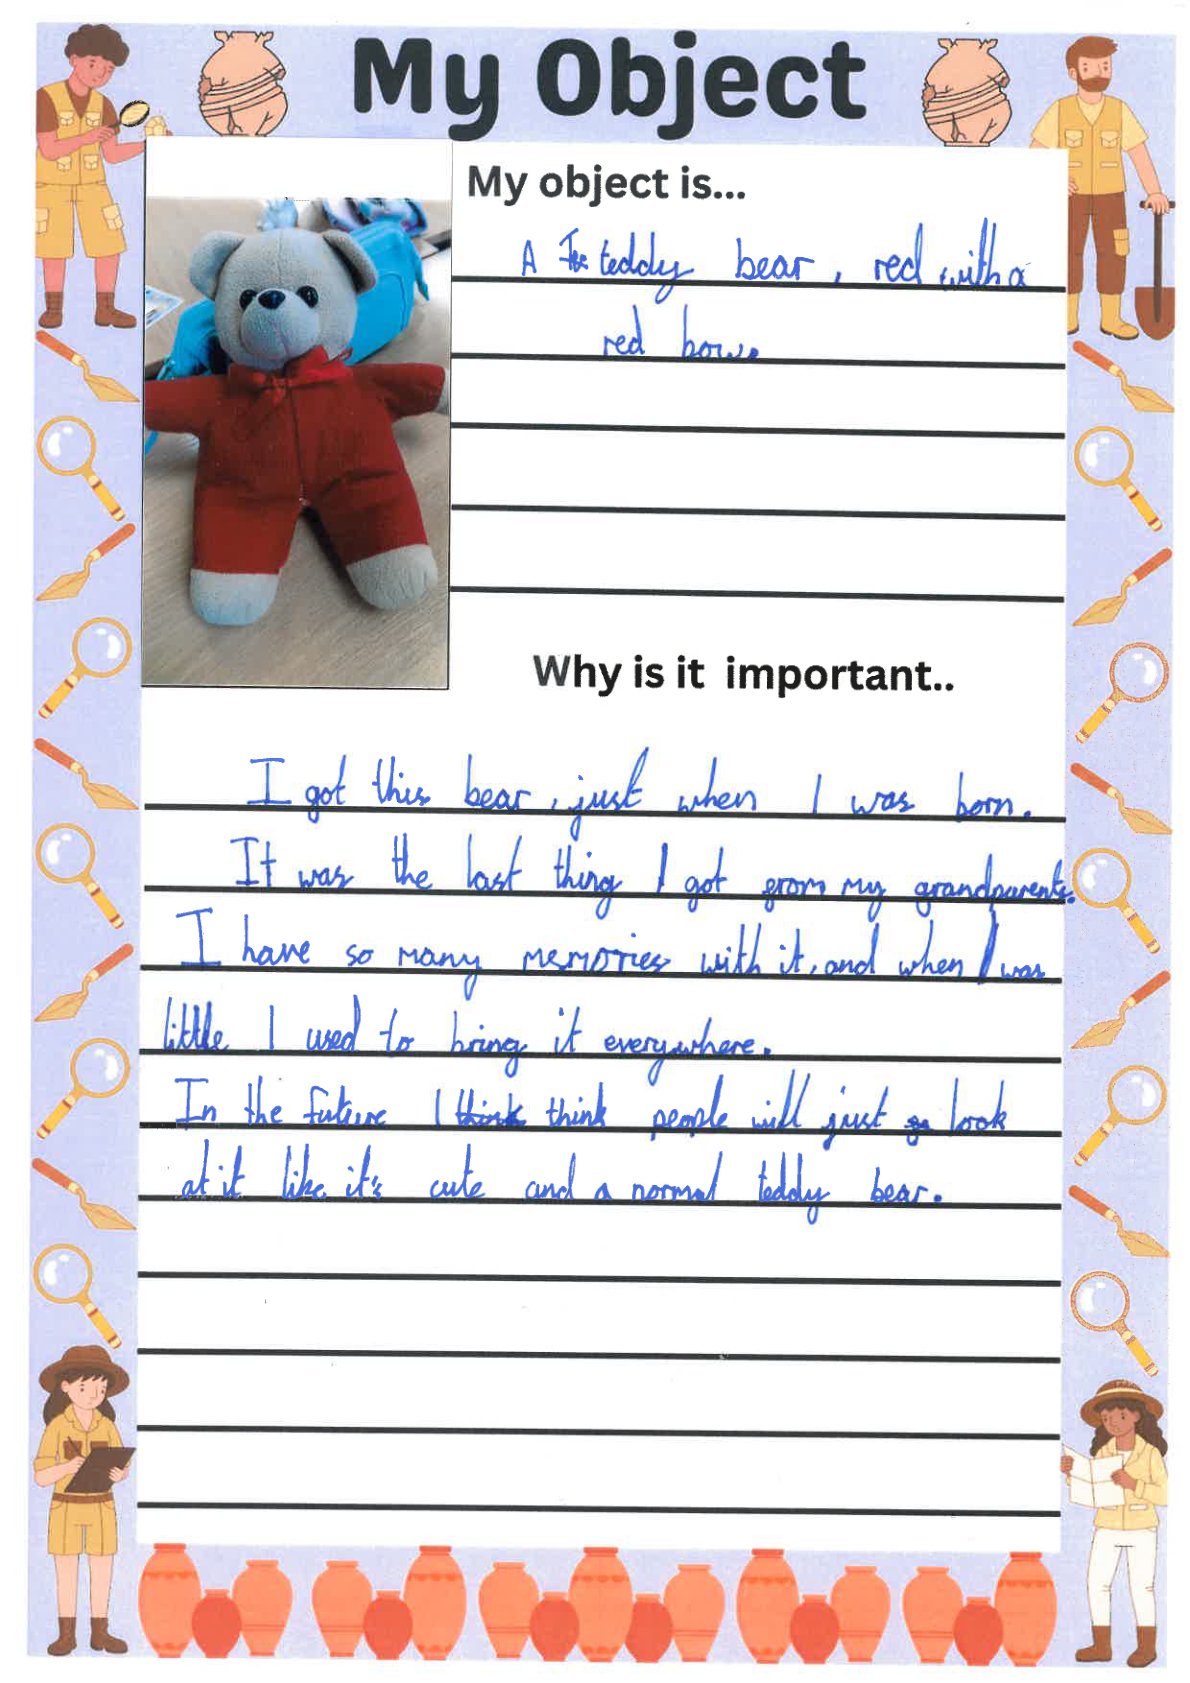 My Object
My object is...
A The teddy bear, red with a
red bow.
Why is it important..
I got this bear, just when I was born.
It was the last thing I got from my grandparents.
I have so many memories with it, and when I was
little I used to bring it everywhere.
In the future I think think people will just go look
at it like it's cute and a normal teddy bear.